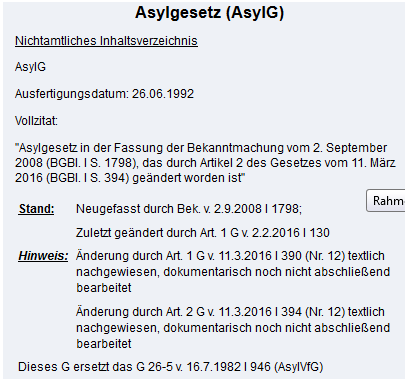 Asylgesetz (AsylG)
Nichtamtliches Inhaltsverzeichnis
AsylG
Ausfertigungsdatum: 26.06.1992
Vollzitat:
"Asylgesetz in der Fassung der Bekanntmachung vom 2. September
2008 (BGBl. I S. 1798), das durch Artikel 2 des Gesetzes vom 11. März
2016 (BGBl. I S. 394) geändert worden ist"
Rahm
Stand: Neugefasst durch Bek. v. 2.9.2008 I 1798;
Zuletzt geändert durch Art. 1 G v. 2.2.2016 I 130
Hinweis: Änderung durch Art. 1 G v. 11.3.2016 I 390 (Nr. 12) textlich
nachgewiesen, dokumentarisch noch nicht abschließend
bearbeitet
Änderung durch Art. 2 G v. 11.3.2016 I 394 (Nr. 12) textlich
nachgewiesen, dokumentarisch noch nicht abschließend
bearbeitet
Dieses G ersetzt das G 26-5 v. 16.7.1982 I 946 (AsylVfG)